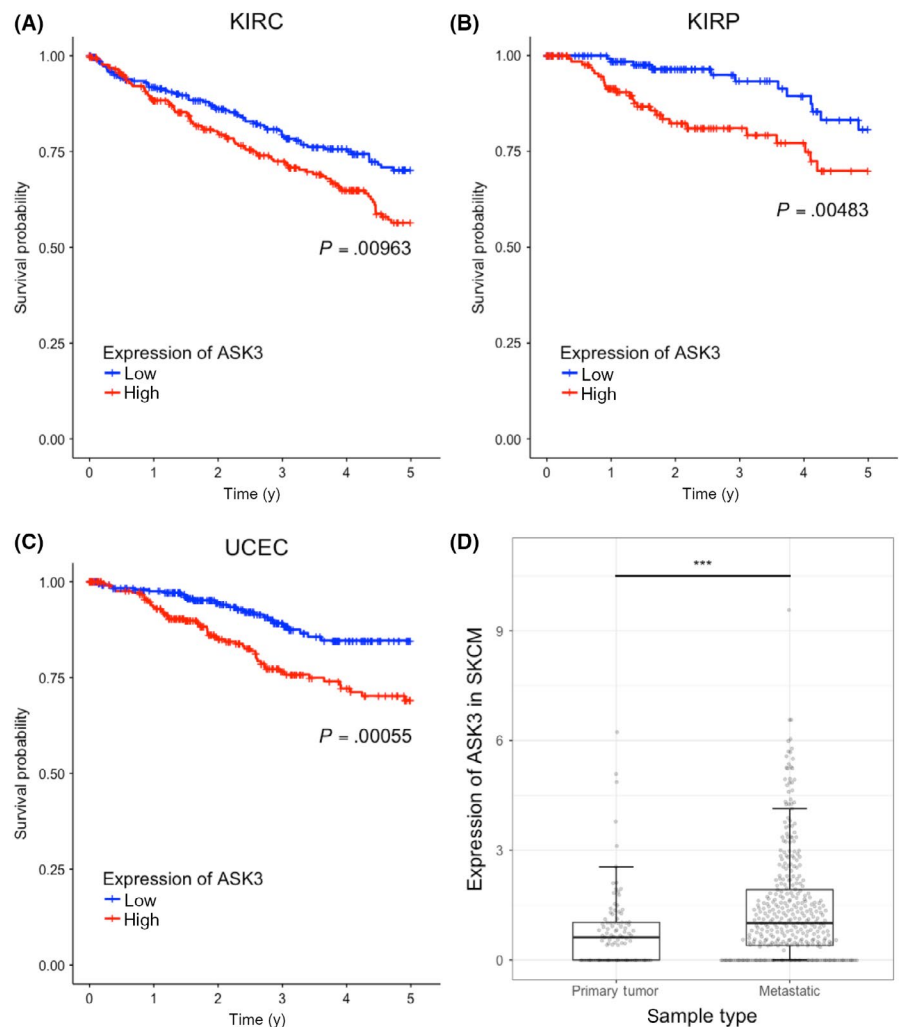 (A)
KIRC
1.00
0.75
0.50
0.25
0.00
Survival probability
P = .00963
Expression of ASK3
Low
High
0 1 2 3 4 5
Time (y)
(B)
KIRP
1.00
0.75
0.50
0.25
0.00
Survival probability
P = .00483
Expression of ASK3
Low
High
0 1 2 3 4 5
Time (y)
(C)
UCEC
1.00
0.75
0.50
0.25
0.00
Survival probability
P = .00055
Expression of ASK3
Low
High
0 1 2 3 4 5
Time (y)
(D)
***
9
6
3
0
Expression of ASK3 in SKCM
Primary tumor Metastatic
Sample type